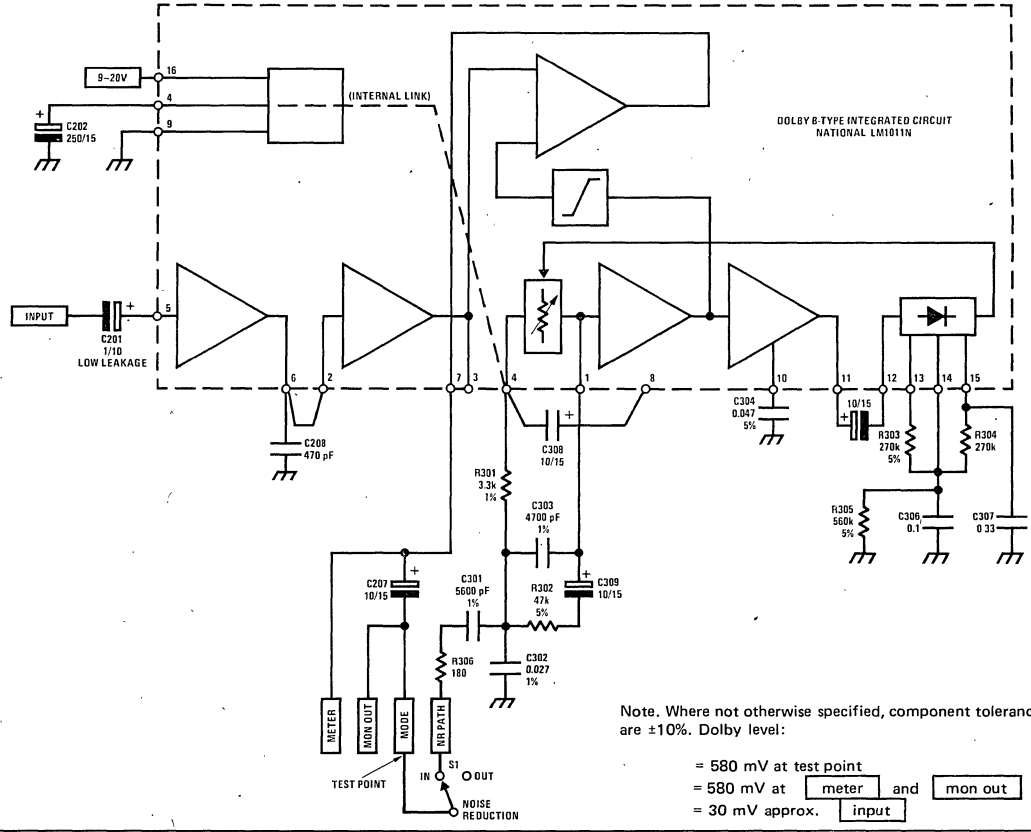 9–20V
16
4
9
+
C202
250/15
(INTERNAL LINK)
DOLBY B-TYPE INTEGRATED CIRCUIT
NATIONAL LM1011N
INPUT
+
C201
1/10
LOW LEAKAGE
5
6
2
7
3
4
1
8
10
11
12
13
14
15
C208
470 pF
+
C308
10/15
C304
0.047
5%
10/15
+
R303
270k
5%
R304
270k
R305
560k
5%
C306
0.1
C307
0 33
R301
3.3k
1%
C303
4700 pF
1%
C207
10/15
+
C301
5600 pF
1%
R302
47k
5%
+
C309
10/15
R306
180
C302
0.027
1%
METER
MON OUT
MODE
NR PATH
TEST POINT
S1
IN
OUT
NOISE
REDUCTION
Note. Where not otherwise specified, component toleranc
are ±10%. Dolby level:
= 580 mV at test point
= 580 mV at meter and mon out
= 30 mV approx. input